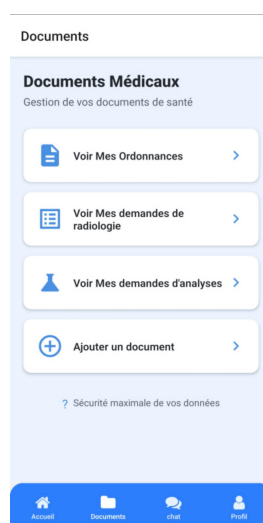 Documents
Documents Médicaux
Gestion de vos documents de santé
Voir Mes Ordonnances
Voir Mes demandes de
radiologie
Voir Mes demandes d'analyses
Ajouter un document
? Sécurité maximale de vos données
Accueil Documents chat Profil